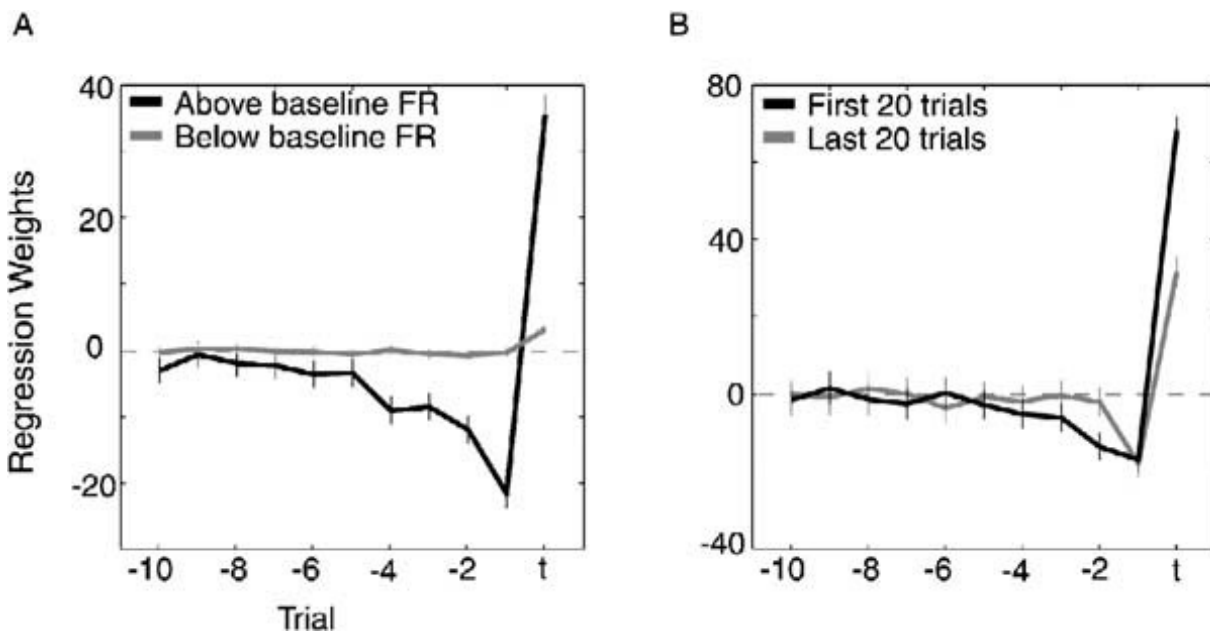 A
Above baseline FR
Below baseline FR
Regression Weights
40
20
0
-20
-10
-8
-6
-4
-2
t
Trial
B
First 20 trials
Last 20 trials
80
40
0
-40
-10
-8
-6
-4
-2
t